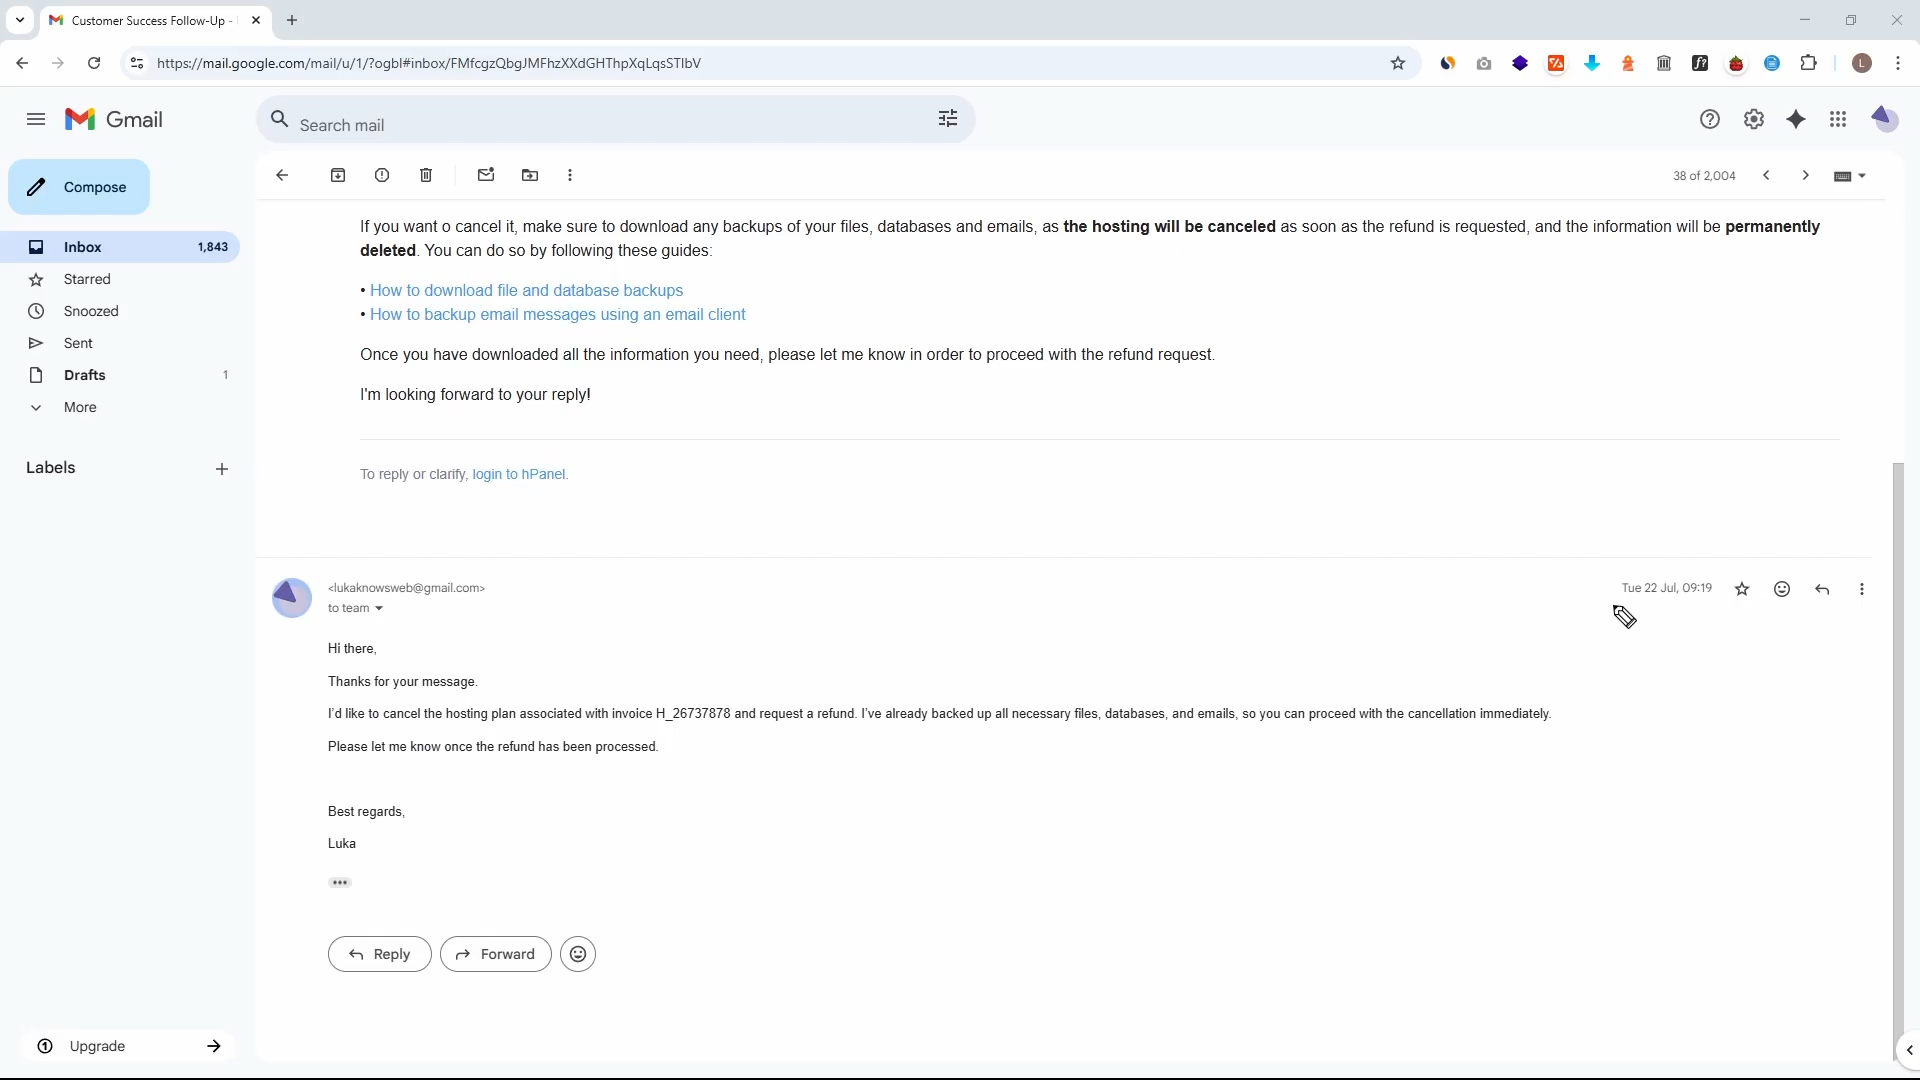 Customer Success Follow-Up -
https://mail.google.com/mail/u/1/?ogbl#inbox/FMfcgzQbgJMFhzXXdGHThpXqLqsSTlbV
L
Gmail
Search mail
Compose
38 of 2,004
Inbox 1,843
Starred
Snoozed
Sent
Drafts 1
More
Labels
If you want o cancel it, make sure to download any backups of your files, databases and emails, as the hosting will be canceled as soon as the refund is requested, and the information will be permanently
deleted. You can do so by following these guides:
• How to download file and database backups
• How to backup email messages using an email client
Once you have downloaded all the information you need, please let me know in order to proceed with the refund request.
I'm looking forward to your reply!
To reply or clarify, login to hPanel.
<lukaknowsweb@gmail.com>
Tue 22 Jul, 09:19
to team
Hi there,
Thanks for your message.
I’d like to cancel the hosting plan associated with invoice H_26737878 and request a refund. I’ve already backed up all necessary files, databases, and emails, so you can proceed with the cancellation immediately.
Please let me know once the refund has been processed.
Best regards,
Luka
Reply
Forward
Upgrade